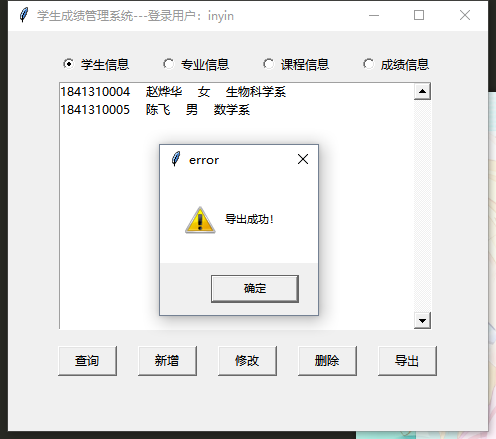 学生成绩管理系统---登录用户：inyin
学生信息 专业信息 课程信息 成绩信息
1841310004 赵烨华 女 生物科学系
1841310005 陈飞 男 数学系
error
导出成功！
确定
查询 新增 修改 删除 导出